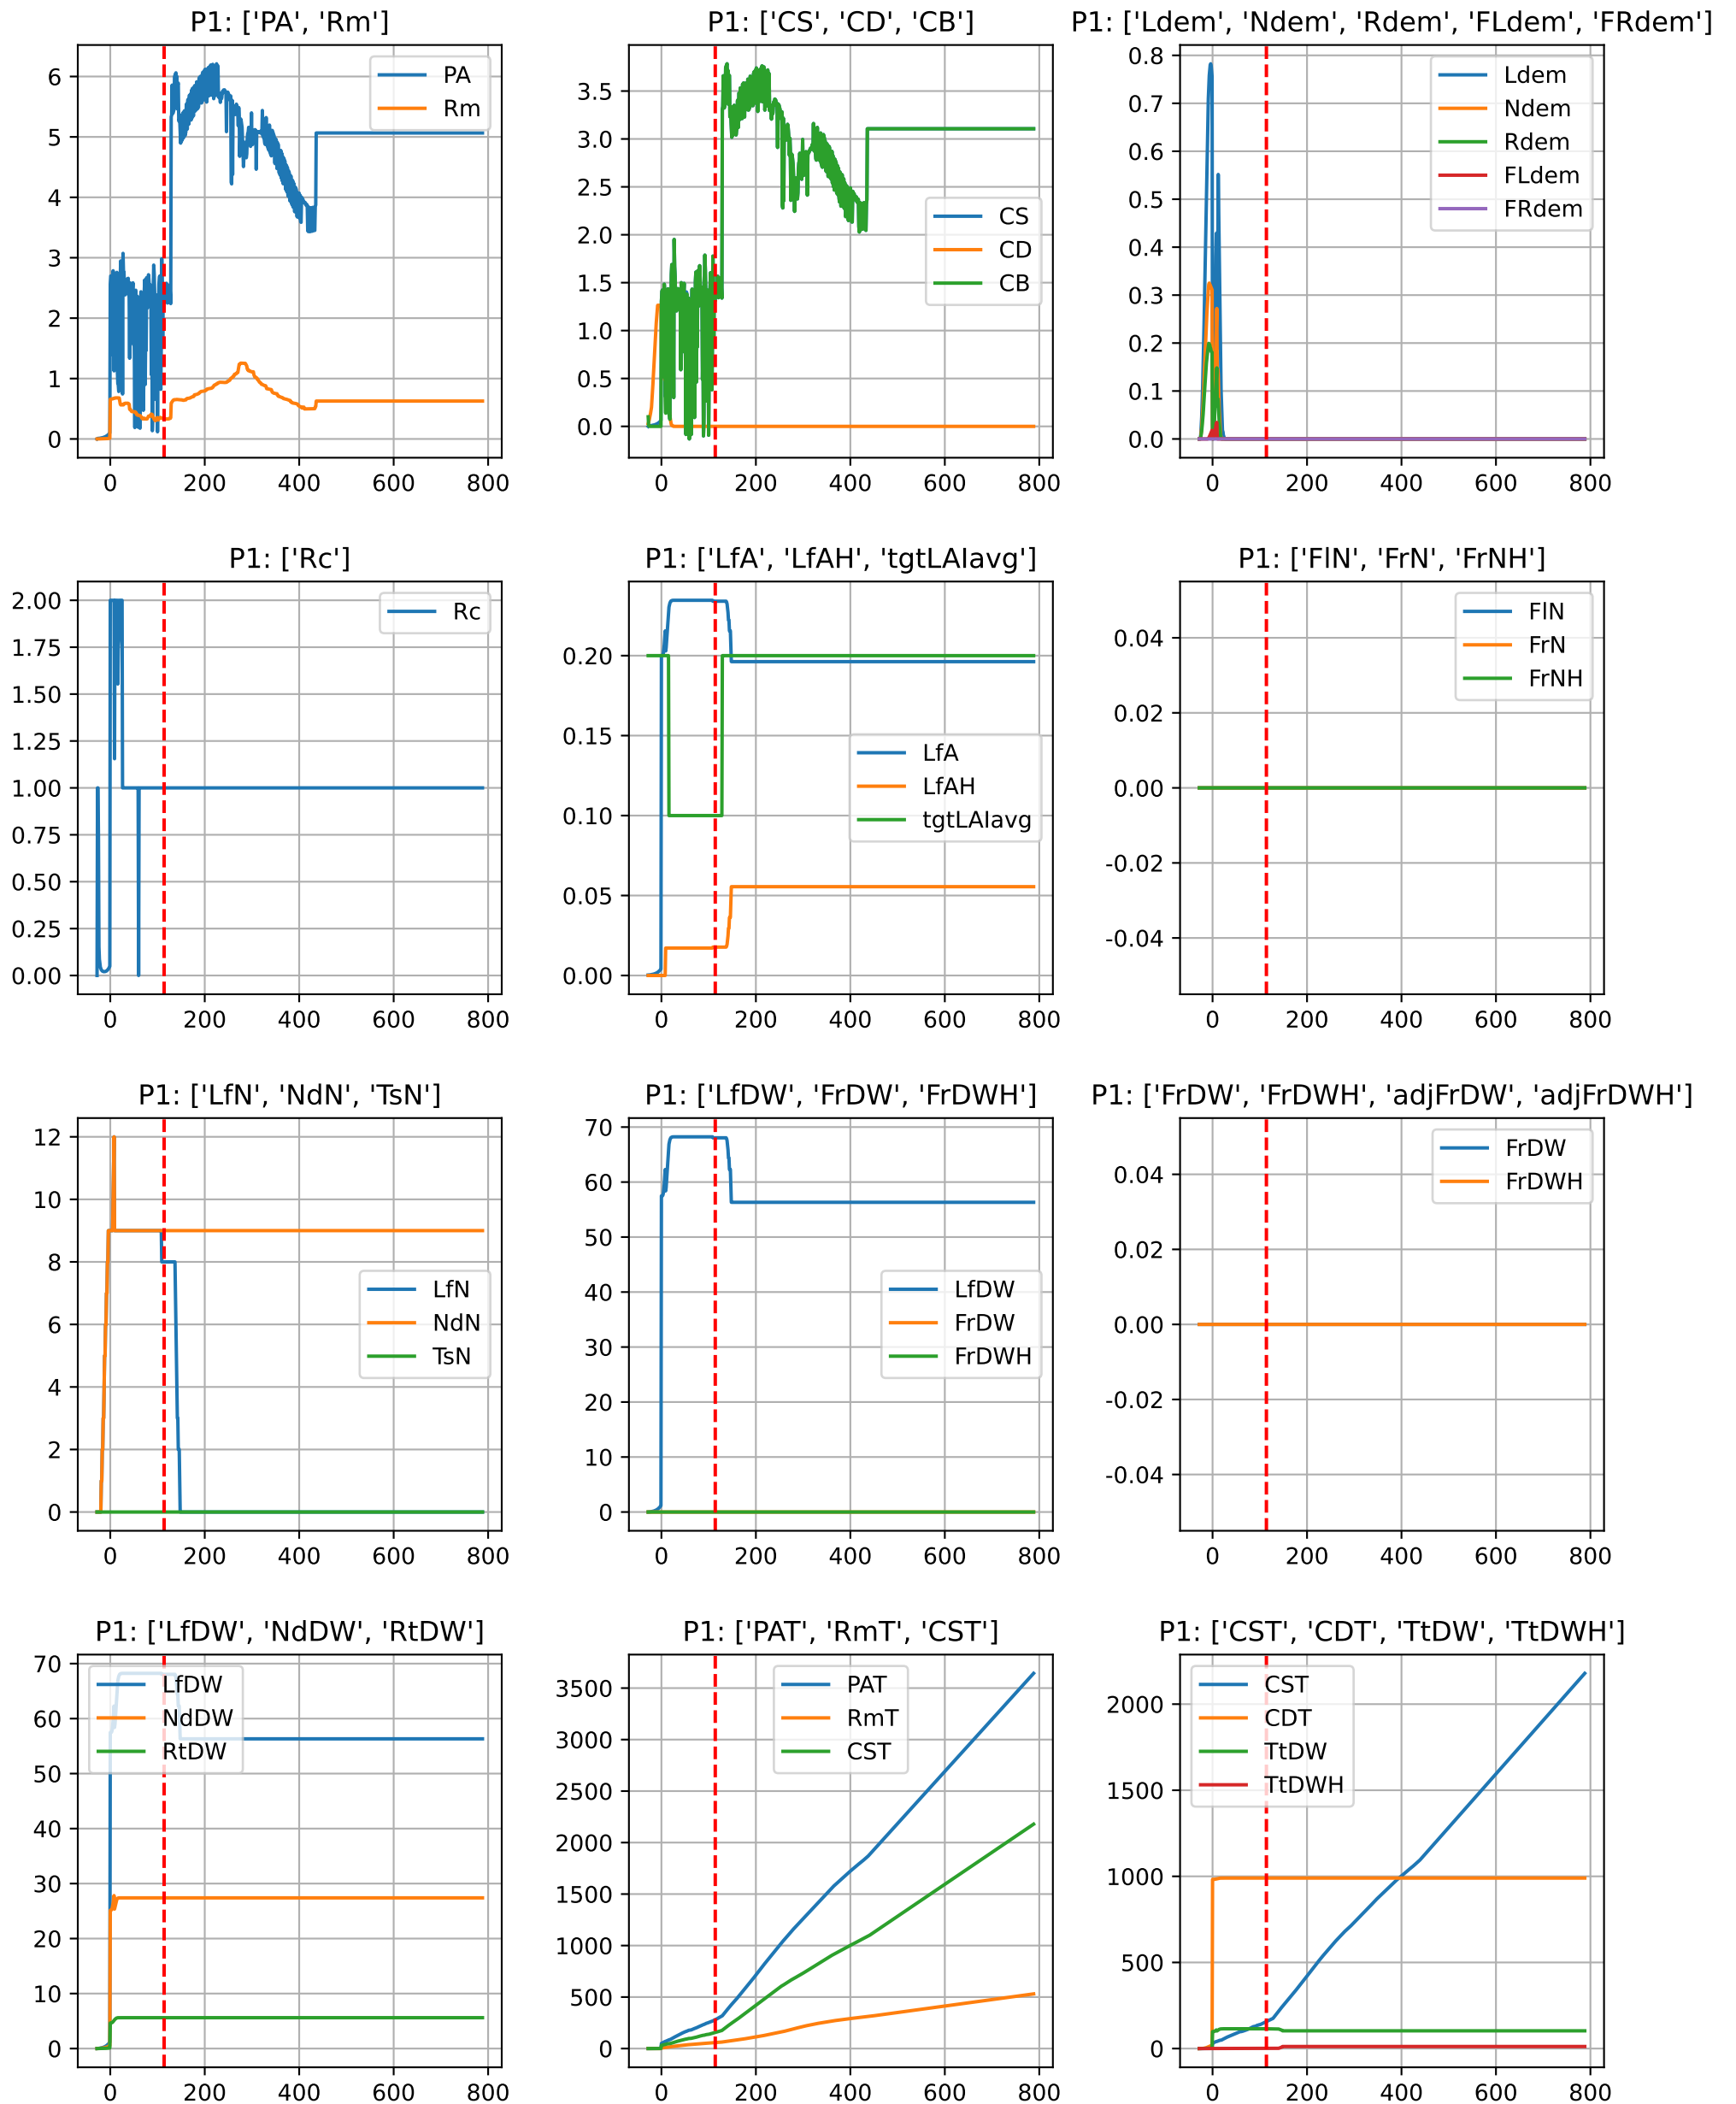 P1: ['PA', 'Rm']
6
5
4
3
2
1
0
PA
Rm
0 200 400 600 800
P1: ['CS', 'CD', 'CB']
3.5
3.0
2.5
2.0
1.5
1.0
0.5
0.0
CS
CD
CB
0 200 400 600 800
P1: ['Ldem', 'Ndem', 'Rdem', 'FLdem', 'FRdem']
0.8
0.7
0.6
0.5
0.4
0.3
0.2
0.1
0.0
Ldem
Ndem
Rdem
FLdem
FRdem
0 200 400 600 800
P1: ['Rc']
2.00
1.75
1.50
1.25
1.00
0.75
0.50
0.25
0.00
Rc
0 200 400 600 800
P1: ['LfA', 'LfAH', 'tgtLAIavg']
0.20
0.15
0.10
0.05
0.00
LfA
LfAH
tgtLAIavg
0 200 400 600 800
P1: ['FlN', 'FrN', 'FrNH']
0.04
0.02
0.00
-0.02
-0.04
FlN
FrN
FrNH
0 200 400 600 800
P1: ['LfN', 'NdN', 'TsN']
12
10
8
6
4
2
0
LfN
NdN
TsN
0 200 400 600 800
P1: ['LfDW', 'FrDW', 'FrDWH']
70
60
50
40
30
20
10
0
LfDW
FrDW
FrDWH
0 200 400 600 800
P1: ['FrDW', 'FrDWH', 'adjFrDW', 'adjFrDWH']
0.04
0.02
0.00
-0.02
-0.04
FrDW
FrDWH
0 200 400 600 800
P1: ['LfDW', 'NdDW', 'RtDW']
70
60
50
40
30
20
10
0
LfDW
NdDW
RtDW
0 200 400 600 800
P1: ['PAT', 'RmT', 'CST']
3500
3000
2500
2000
1500
1000
500
0
PAT
RmT
CST
0 200 400 600 800
P1: ['CST', 'CDT', 'TtDW', 'TtDWH']
2000
1500
1000
500
0
CST
CDT
TtDW
TtDWH
0 200 400 600 800